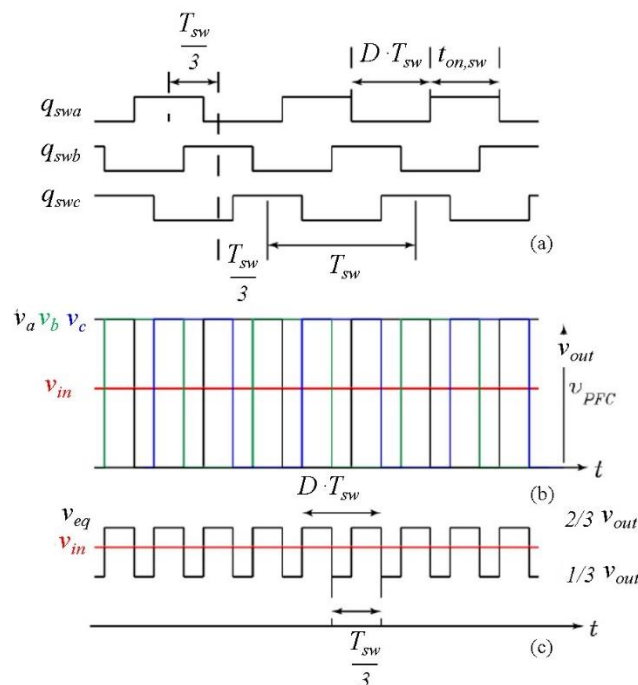 T_sw
3
D · T_sw
t_on,sw
q_swa
q_swb
q_swc
(a)
T_sw
3
T_sw
v_a v_b v_c
v_out
v_in
v_PFC
t
(b)
D · T_sw
v_eq
2/3 v_out
v_in
1/3 v_out
t
T_sw
3
(c)